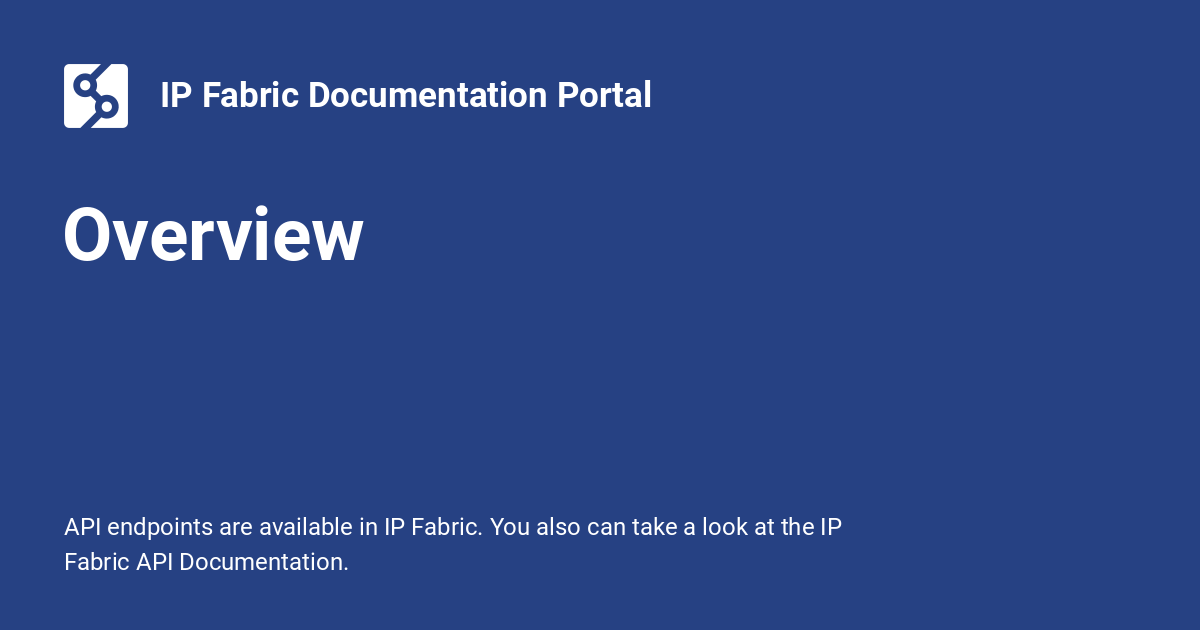 IP Fabric Documentation Portal
Overview
API endpoints are available in IP Fabric. You also can take a look at the IP
Fabric API Documentation.